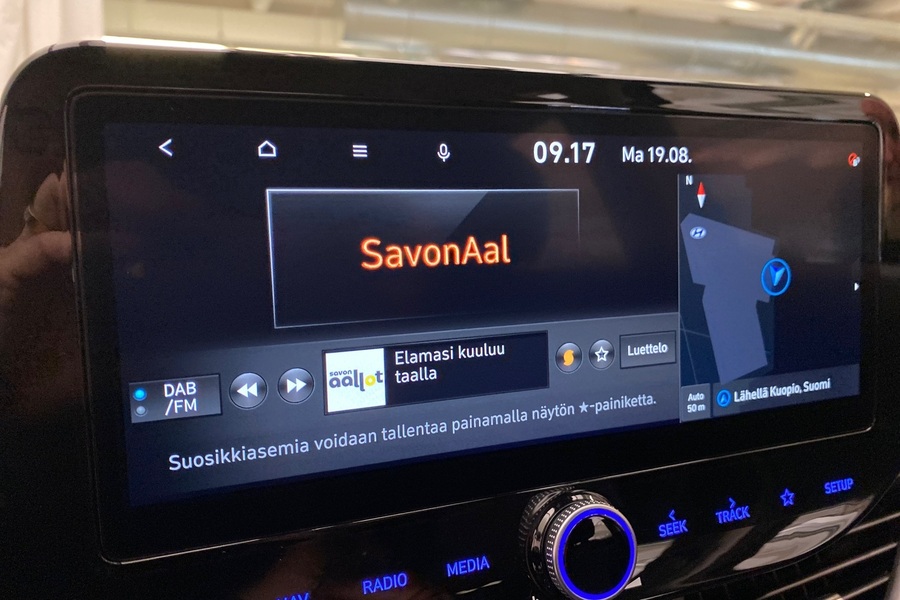 09.17 Ma 19.08.
N
SavonAal
DAB
/FM
savon
aallot
Elamasi kuuluu
taalla
Luettelo
Auto
50 m
Lähellä Kuopio, Suomi
Suosikkiasemia voidaan tallentaa painamalla näytön ★-painiketta.
NAV
RADIO
MEDIA
SEEK
TRACK
SETUP